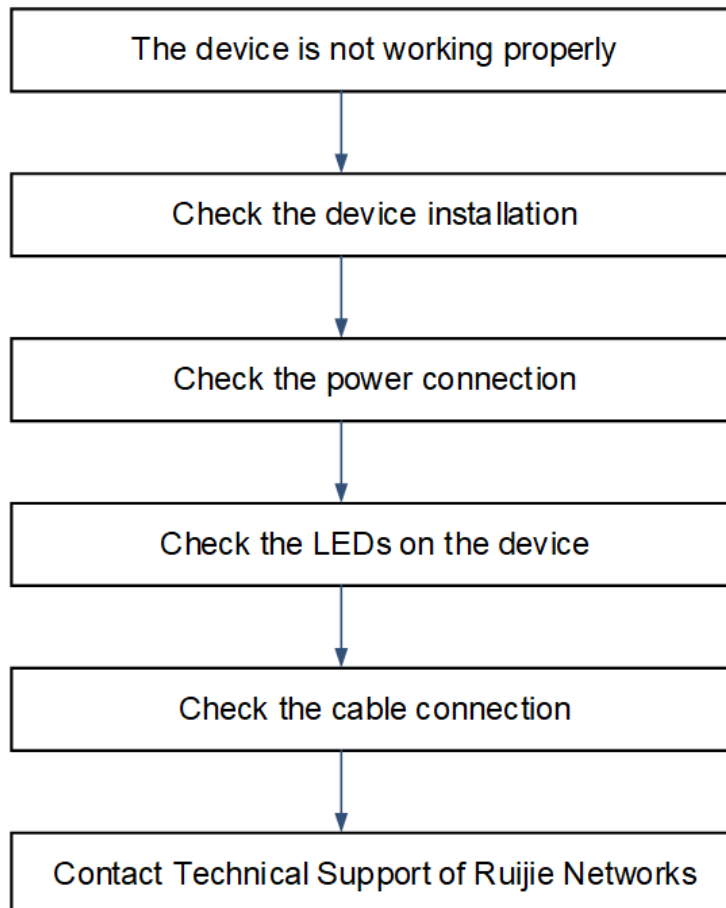 The device is not working properly
Check the device installation
Check the power connection
Check the LEDs on the device
Check the cable connection
Contact Technical Support of Ruijie Networks